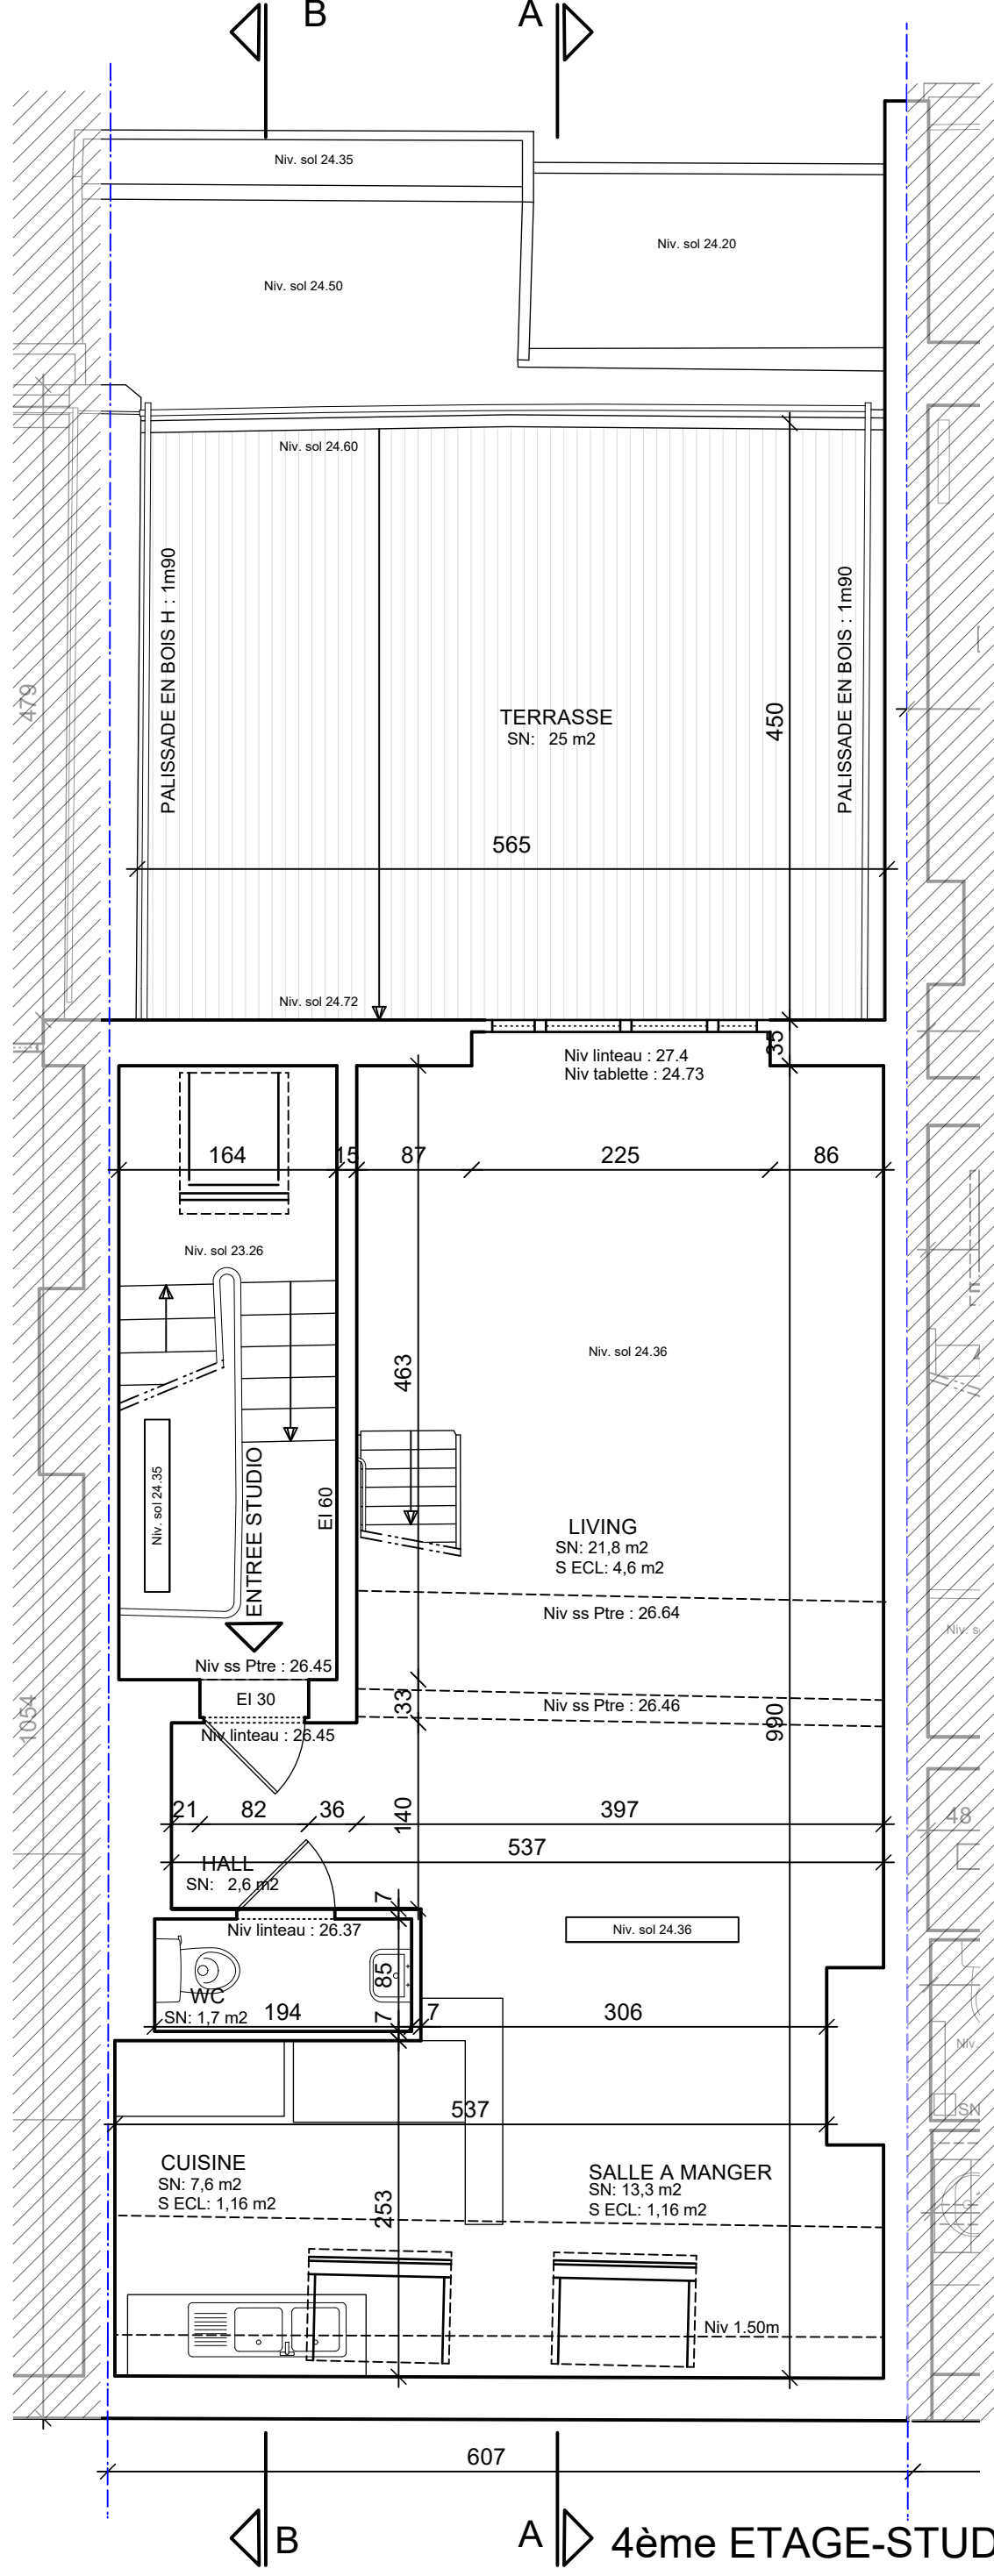 B
A
Niv. sol 24.35
Niv. sol 24.20
Niv. sol 24.50
Niv. sol 24.60
PALISSADE EN BOIS H : 1m90
PALISSADE EN BOIS : 1m90
479
TERRASSE
SN: 25 m2
450
565
Niv. sol 24.72
35
Niv linteau : 27.4
Niv tablette : 24.73
164
15
87
225
86
Niv. sol 23.26
Niv. sol 24.36
463
Niv. sol 24.35
ENTREE STUDIO
EI 60
LIVING
SN: 21,8 m2
S ECL: 4,6 m2
Niv ss Ptre : 26.64
Niv ss Ptre : 26.45
EI 30
Niv linteau : 26.45
33
Niv ss Ptre : 26.46
990
1054
21
82
36
140
397
48
537
HALL
SN: 2,6 m2
7
Niv linteau : 26.37
Niv. sol 24.36
85
WC
SN: 1,7 m2
194
7
7
306
Niv.
SN
537
CUISINE
SN: 7,6 m2
S ECL: 1,16 m2
253
SALLE A MANGER
SN: 13,3 m2
S ECL: 1,16 m2
Niv 1.50m
607
B
A
4ème ETAGE-STUD